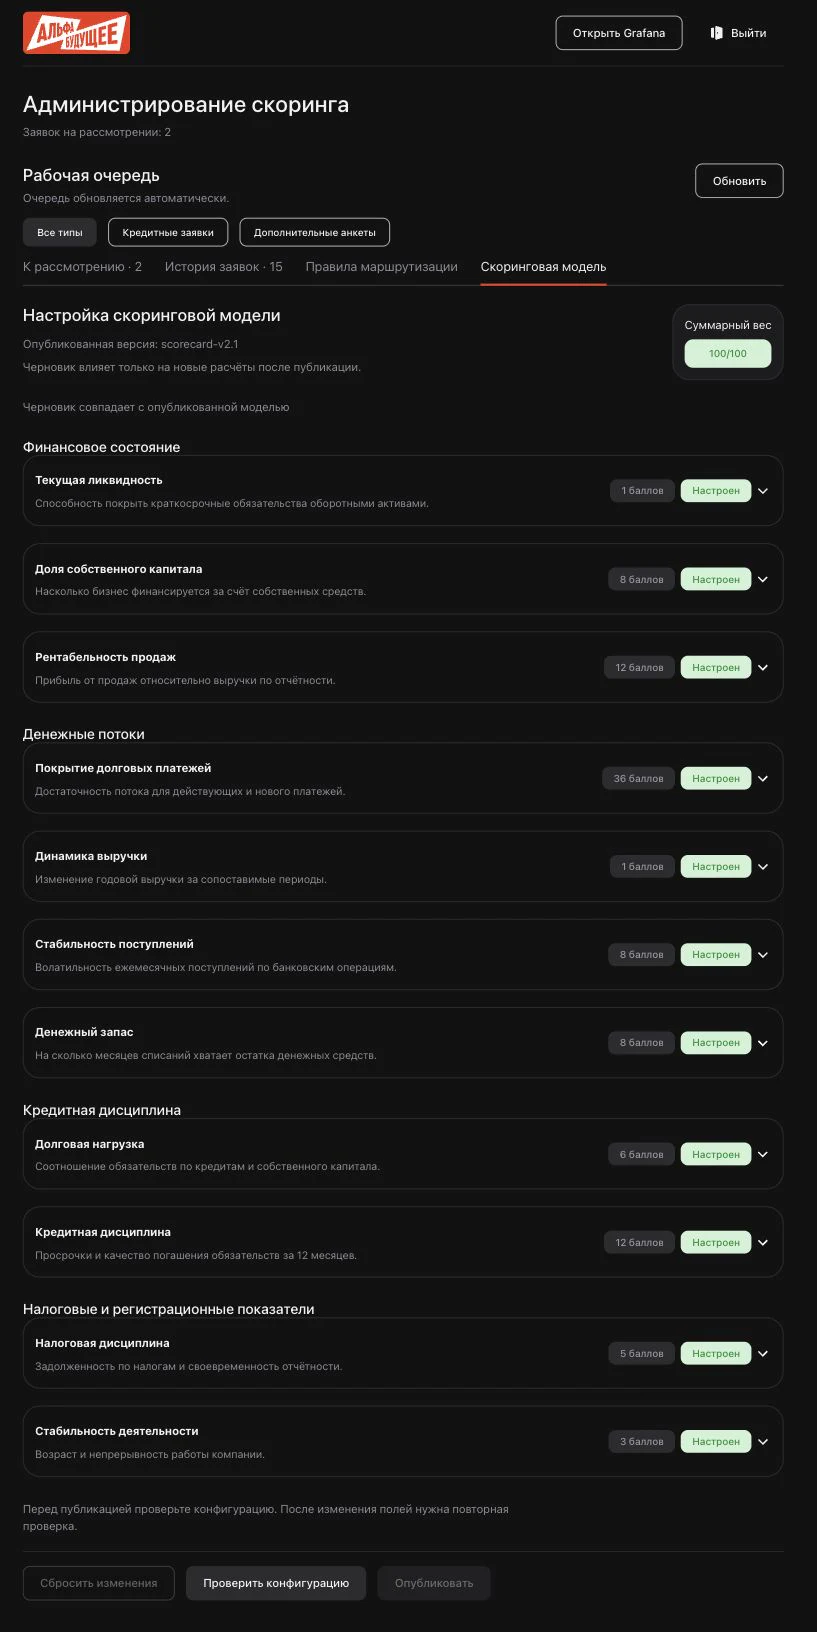 АЛЬФА
БУДУЩЕЕ
Открыть Grafana
Выйти
Администрирование скоринга
Заявок на рассмотрении: 2
Рабочая очередь
Очередь обновляется автоматически.
Обновить
Все типы
Кредитные заявки
Дополнительные анкеты
К рассмотрению · 2
История заявок · 15
Правила маршрутизации
Скоринговая модель
Настройка скоринговой модели
Опубликованная версия: scorecard-v2.1
Черновик влияет только на новые расчёты после публикации.
Суммарный вес
100/100
Черновик совпадает с опубликованной моделью
Финансовое состояние
Текущая ликвидность
Способность покрыть краткосрочные обязательства оборотными активами.
1 баллов
Настроен
Доля собственного капитала
Насколько бизнес финансируется за счёт собственных средств.
8 баллов
Настроен
Рентабельность продаж
Прибыль от продаж относительно выручки по отчётности.
12 баллов
Настроен
Денежные потоки
Покрытие долговых платежей
Достаточность потока для действующих и нового платежей.
36 баллов
Настроен
Динамика выручки
Изменение годовой выручки за сопоставимые периоды.
1 баллов
Настроен
Стабильность поступлений
Волатильность ежемесячных поступлений по банковским операциям.
8 баллов
Настроен
Денежный запас
На сколько месяцев списаний хватает остатка денежных средств.
8 баллов
Настроен
Кредитная дисциплина
Долговая нагрузка
Соотношение обязательств по кредитам и собственного капитала.
6 баллов
Настроен
Кредитная дисциплина
Просрочки и качество погашения обязательств за 12 месяцев.
12 баллов
Настроен
Налоговые и регистрационные показатели
Налоговая дисциплина
Задолженность по налогам и своевременность отчётности.
5 баллов
Настроен
Стабильность деятельности
Возраст и непрерывность работы компании.
3 баллов
Настроен
Перед публикацией проверьте конфигурацию. После изменения полей нужна повторная
проверка.
Сбросить изменения
Проверить конфигурацию
Опубликовать